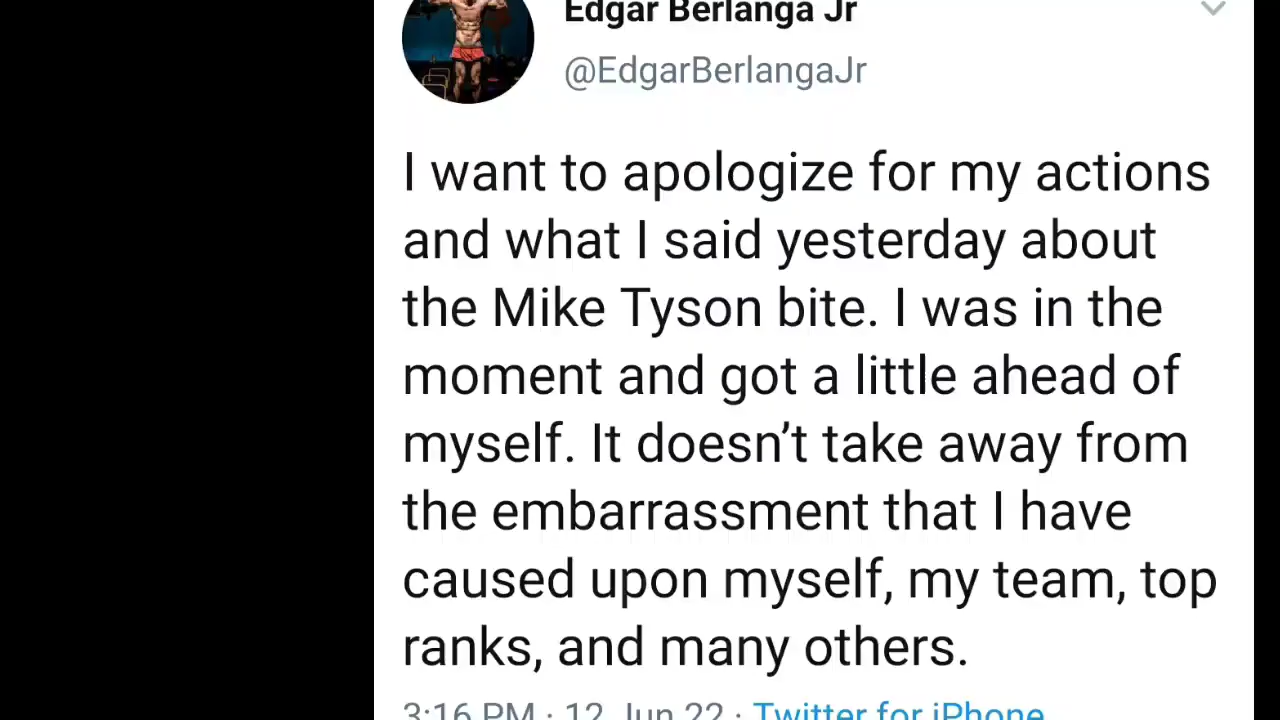 Edgar Berlanga Jr
@EdgarBerlangaJr
I want to apologize for my actions
and what I said yesterday about
the Mike Tyson bite. I was in the
moment and got a little ahead of
myself. It doesn’t take away from
the embarrassment that I have
caused upon myself, my team, top
ranks, and many others.
3:16 PM · 12 Jun 22 · Twitter for iPhone